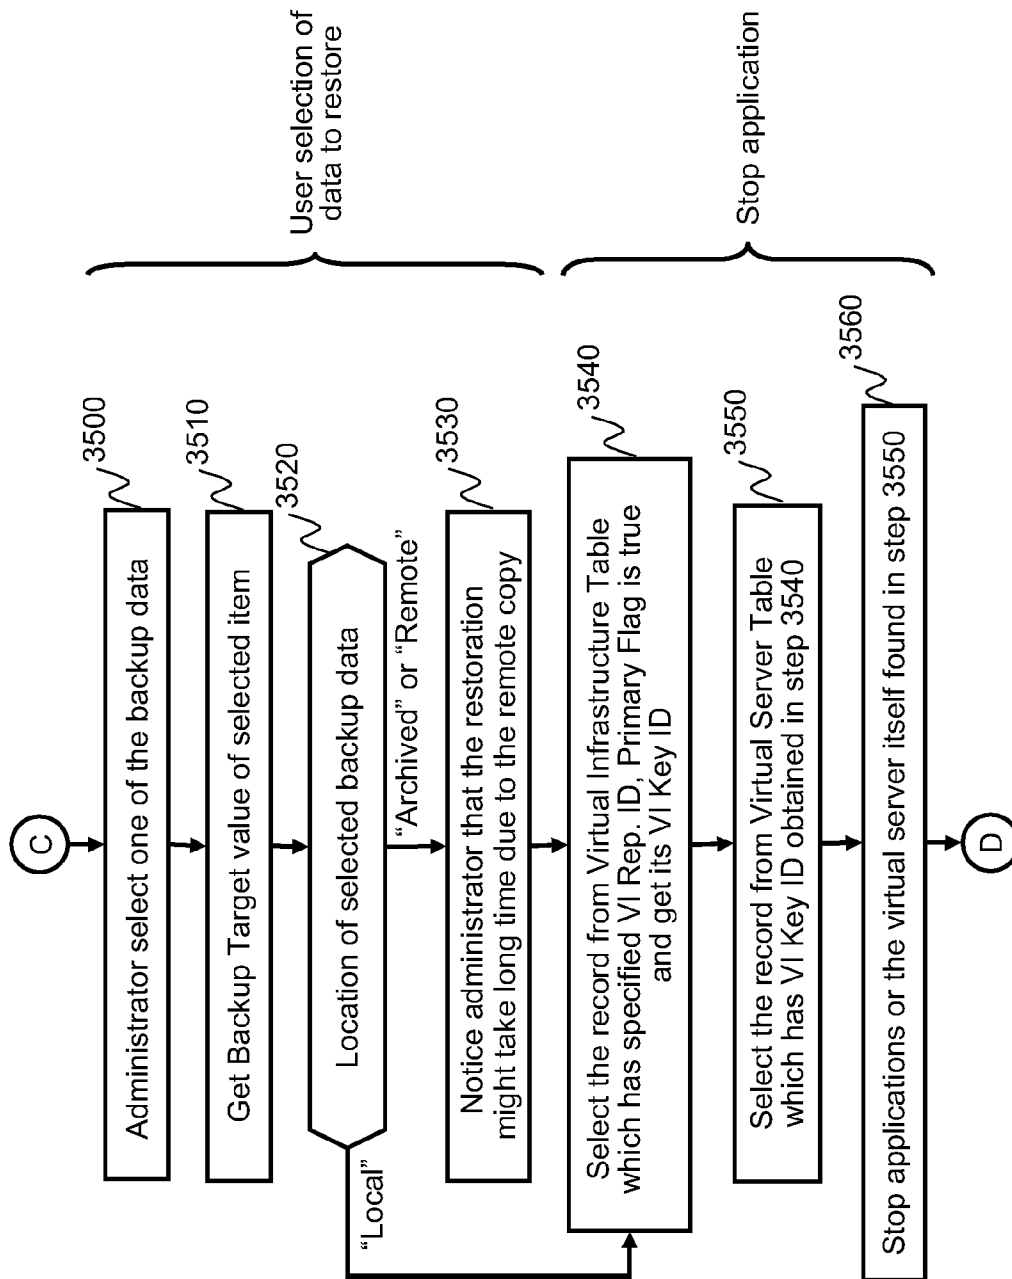 C
3500
Administrator select one of the backup data
3510
Get Backup Target value of selected item
3520
Location of selected backup data
"Local"
"Archived" or "Remote"
3530
Notice administrator that the restoration
might take long time due to the remote copy
User selection of
data to restore
3540
Select the record from Virtual Infrastructure Table
which has specified VI Rep. ID, Primary Flag is true
and get its VI Key ID
3550
Select the record from Virtual Server Table
which has VI Key ID obtained in step 3540
3560
Stop applications or the virtual server itself found in step 3550
Stop application
D